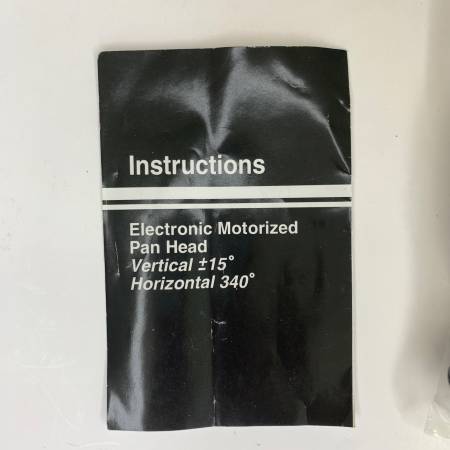 Instructions
Electronic Motorized
Pan Head
Vertical ±15°
Horizontal 340°